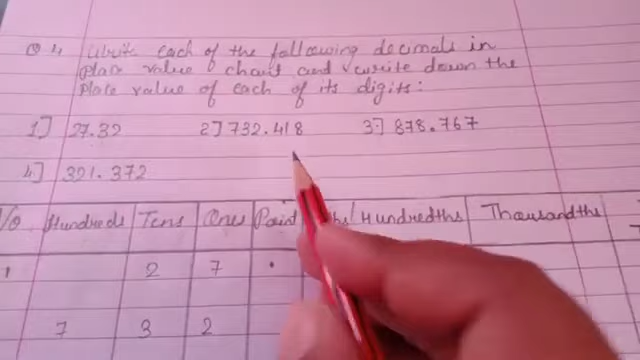 Q 4 Write each of the following decimals in
place value chart and write down the
place value of each of its digits:
1] 27.32 2] 732.418 3] 878.767
4] 321.372
Hundreds Tens Ones Point Hundredths Thousandths
1 2 7 .
7 3 2